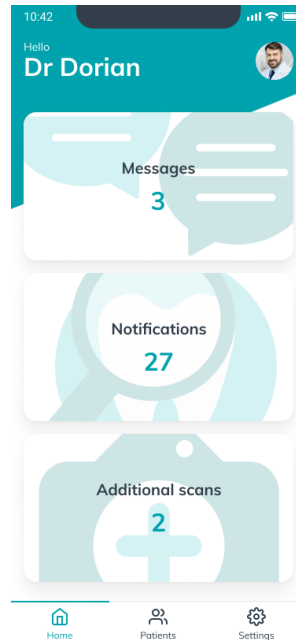 10:42
Hello
Dr Dorian
Messages
3
Notifications
27
Additional scans
2
Home
Patients
Settings